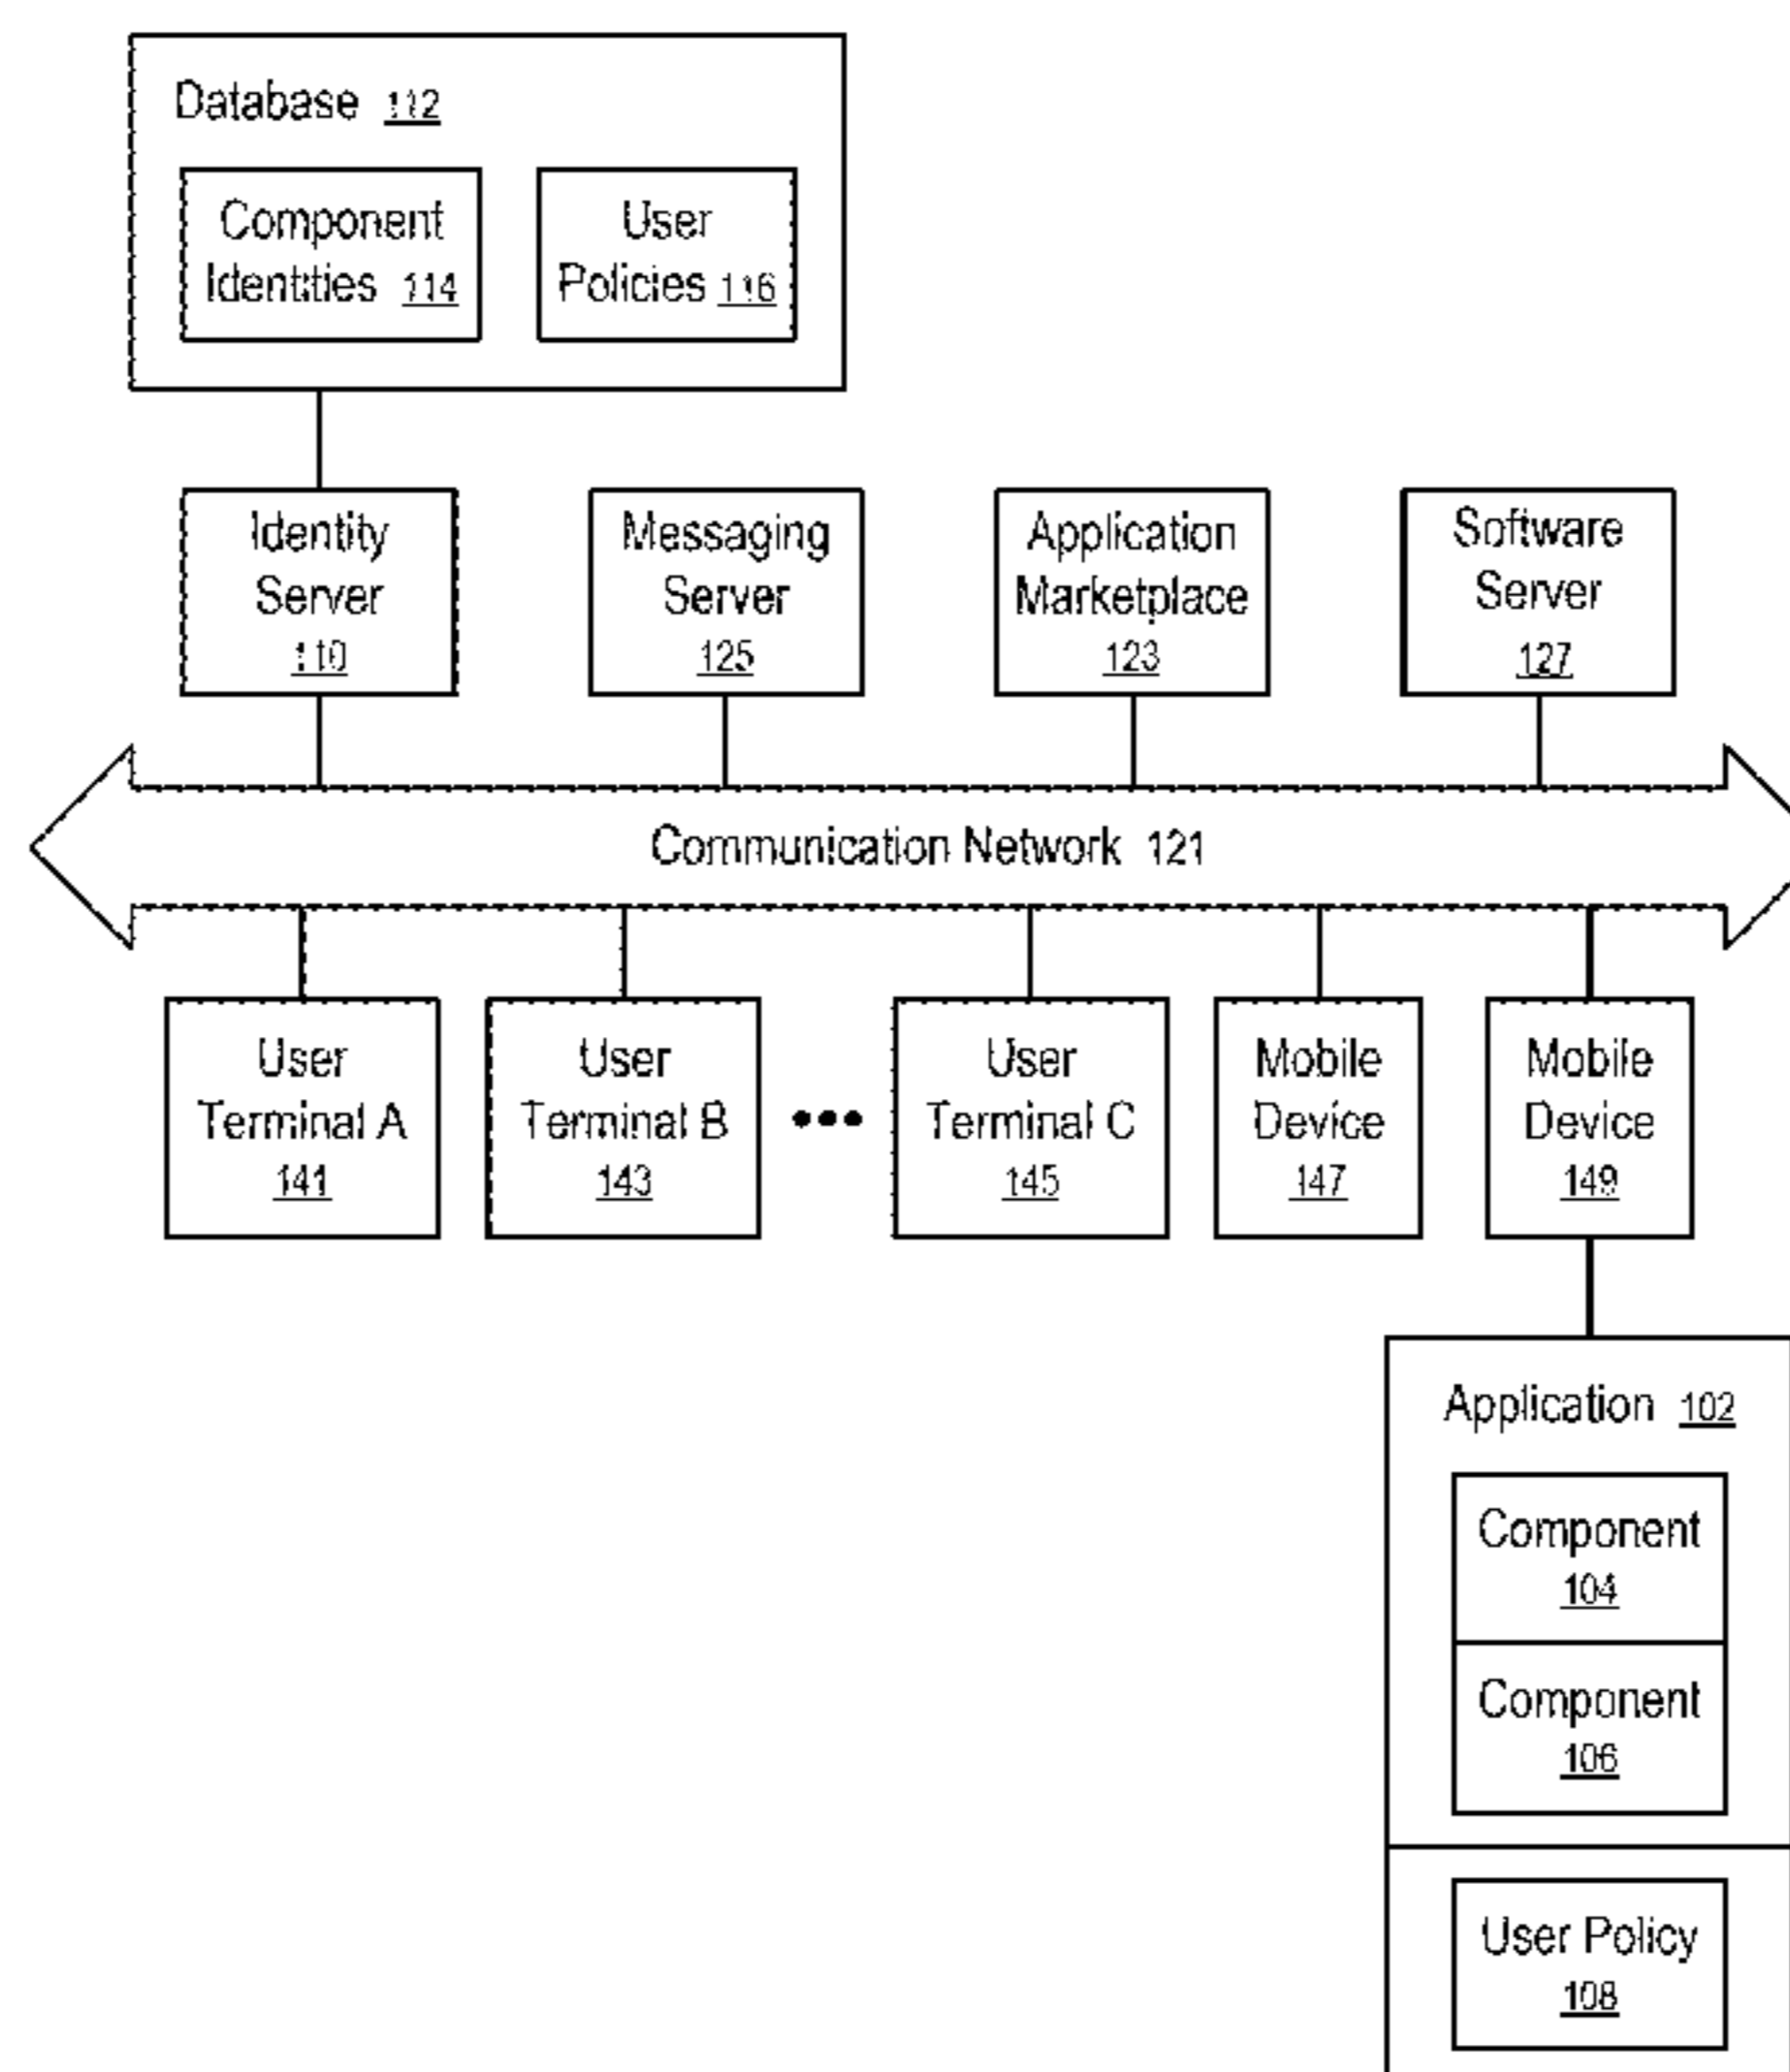 Database 112
Component
Identities 114
User
Policies 116
Identity
Server
110
Messaging
Server
125
Application
Marketplace
123
Software
Server
127
Communication Network 121
User
Terminal A
141
User
Terminal B
143
•••
User
Terminal C
145
Mobile
Device
147
Mobile
Device
149
Application 102
Component
104
Component
106
User Policy
108